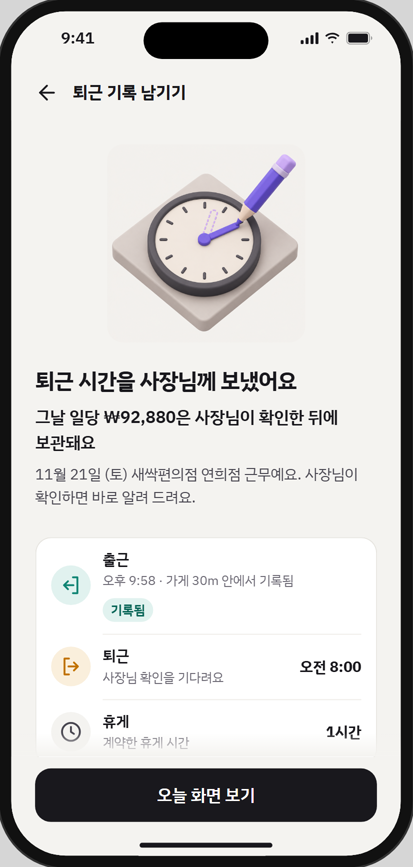 9:41
퇴근 기록 남기기
퇴근 시간을 사장님께 보냈어요
그날 일당 ₩92,880은 사장님이 확인한 뒤에
보관돼요
11월 21일 (토) 새싹편의점 연희점 근무예요. 사장님이
확인하면 바로 알려 드려요.
출근
오후 9:58 · 가게 30m 안에서 기록됨
기록됨
퇴근
사장님 확인을 기다려요
오전 8:00
휴게
계약한 휴게 시간
1시간
오늘 화면 보기